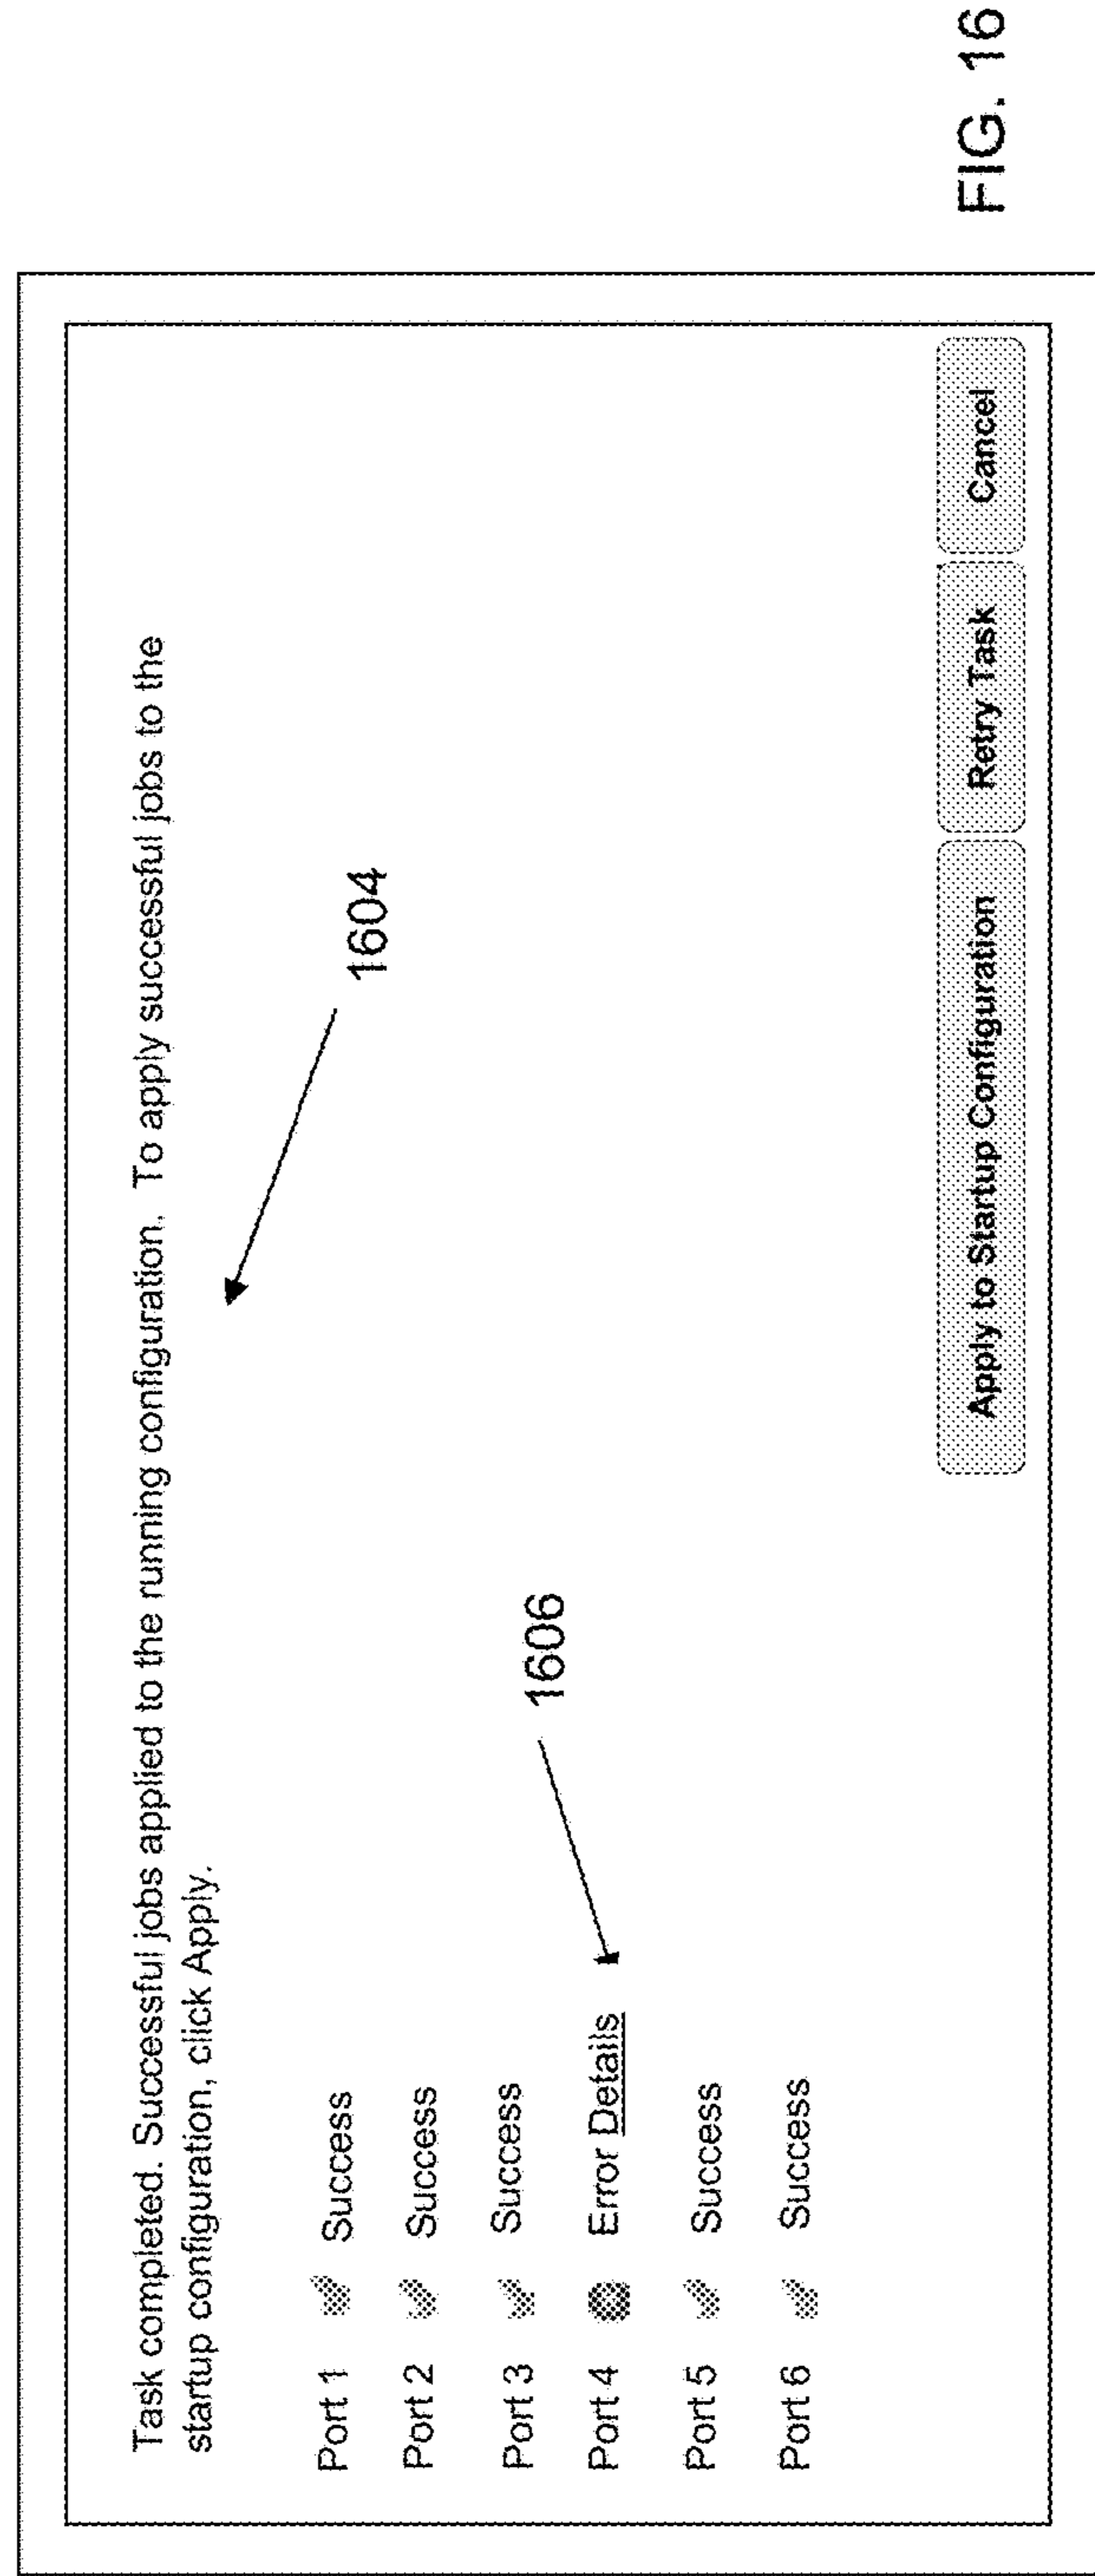 Task completed. Successful jobs applied to the running configuration. To apply successful jobs to the
startup configuration, click Apply.
1604
Port 1 Success
Port 2 Success
Port 3 Success
1606
Port 4 Error Details
Port 5 Success
Port 6 Success
Apply to Startup Configuration Retry Task Cancel
FIG. 16